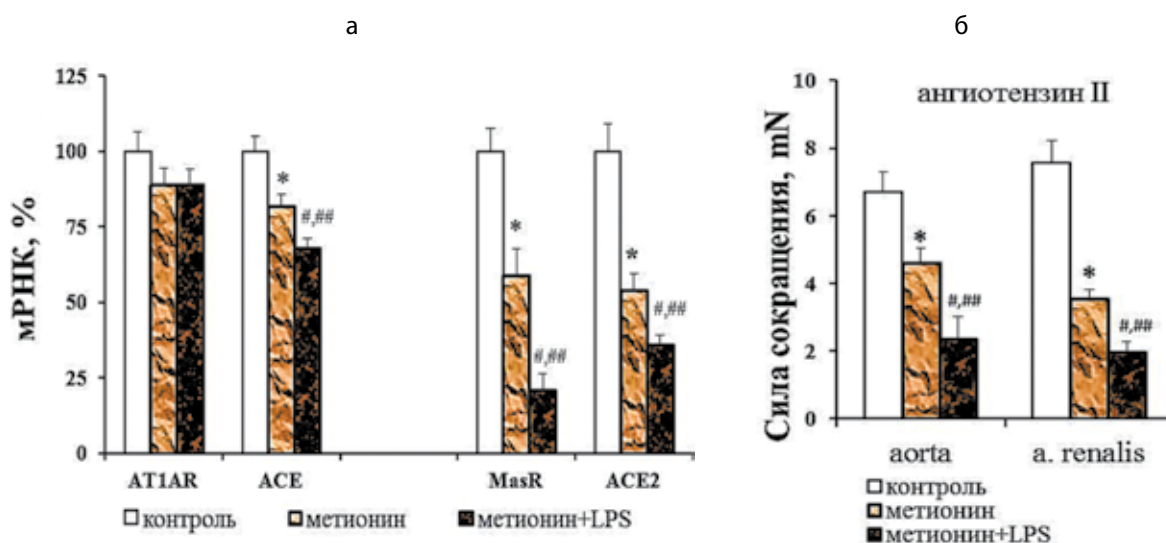 а
125
100
75
50
25
0
мРНК, %
*
#,##
*
#,##
*
#,##
AT1AR ACE MasR ACE2
контроль метионин метионин+LPS
б
10
8
6
4
2
0
Сила сокращения, mN
ангиотензин II
*
#,##
*
#,##
aorta a. renalis
контроль
метионин
метионин+LPS